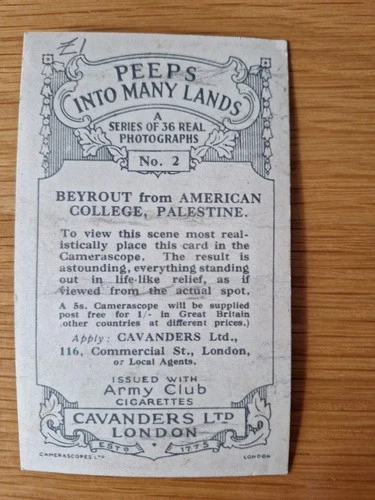 PEEPS
INTO MANY LANDS
A
SERIES OF 36 REAL
PHOTOGRAPHS
No. 2
BEYROUT from AMERICAN
COLLEGE, PALESTINE.
To view this scene most real-
istically place this card in the
Camerascope. The result is
astounding, everything standing
out in life-like relief, as if
viewed from the actual spot.
A 5s. Camerascope will be supplied
post free for 1/- in Great Britain
other countries at different prices.)
Apply: CAVANDERS Ltd.,
116, Commercial St., London,
or Local Agents.
ISSUED WITH
Army Club
CIGARETTES
CAVANDERS LTD
LONDON
ESTD 1775
CAMERASCOPES LTD LONDON